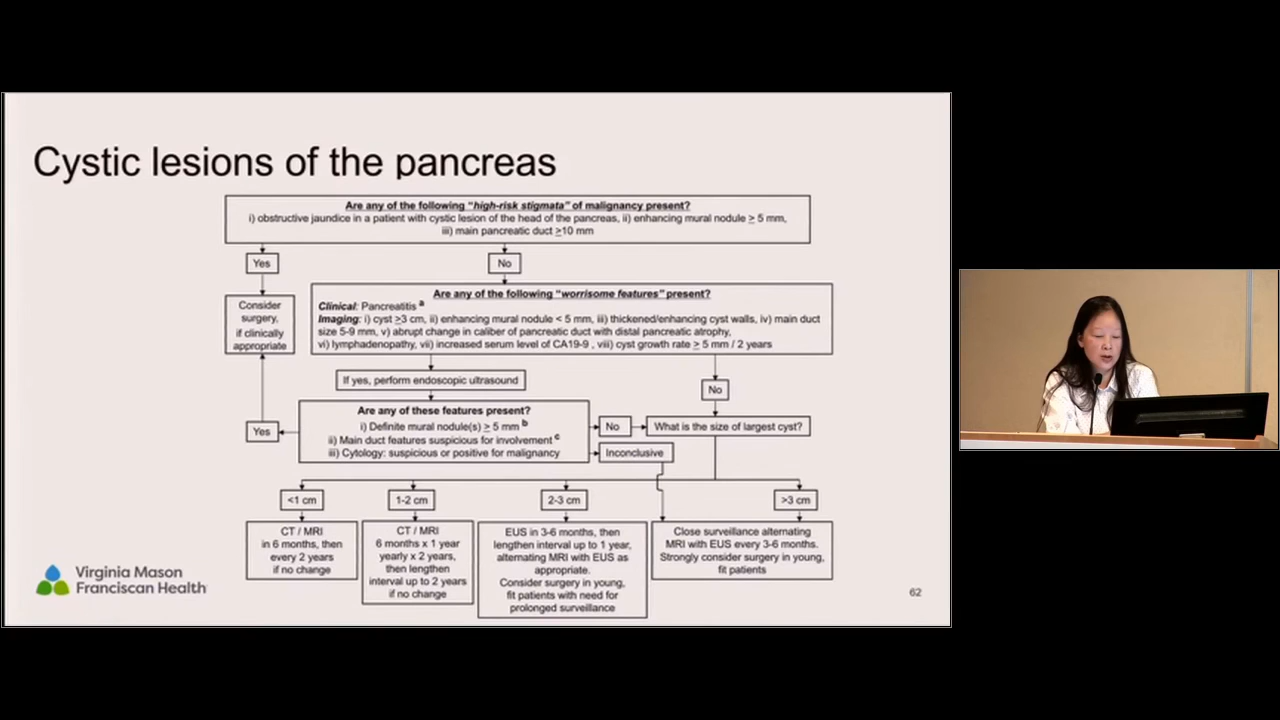 Cystic lesions of the pancreas
Are any of the following “high-risk stigmata” of malignancy present?
i) obstructive jaundice in a patient with cystic lesion of the head of the pancreas, ii) enhancing mural nodule ≥ 5 mm,
iii) main pancreatic duct ≥10 mm
Yes
No
Consider
surgery,
if clinically
appropriate
Are any of the following “worrisome features” present?
Clinical: Pancreatitis a
Imaging: i) cyst ≥3 cm, ii) enhancing mural nodule < 5 mm, iii) thickened/enhancing cyst walls, iv) main duct
size 5-9 mm, v) abrupt change in caliber of pancreatic duct with distal pancreatic atrophy,
vi) lymphadenopathy, vii) increased serum level of CA19-9 , viii) cyst growth rate ≥ 5 mm / 2 years
If yes, perform endoscopic ultrasound
No
Are any of these features present?
i) Definite mural nodule(s) ≥ 5 mm b
ii) Main duct features suspicious for involvement c
iii) Cytology: suspicious or positive for malignancy
Yes
No
What is the size of largest cyst?
Inconclusive
<1 cm
1-2 cm
2-3 cm
>3 cm
CT / MRI
in 6 months, then
every 2 years
if no change
CT / MRI
6 months x 1 year
yearly x 2 years,
then lengthen
interval up to 2 years
if no change
EUS in 3-6 months, then
lengthen interval up to 1 year,
alternating MRI with EUS as
appropriate.
Consider surgery in young,
fit patients with need for
prolonged surveillance
Close surveillance alternating
MRI with EUS every 3-6 months.
Strongly consider surgery in young,
fit patients
Virginia Mason
Franciscan Health
62